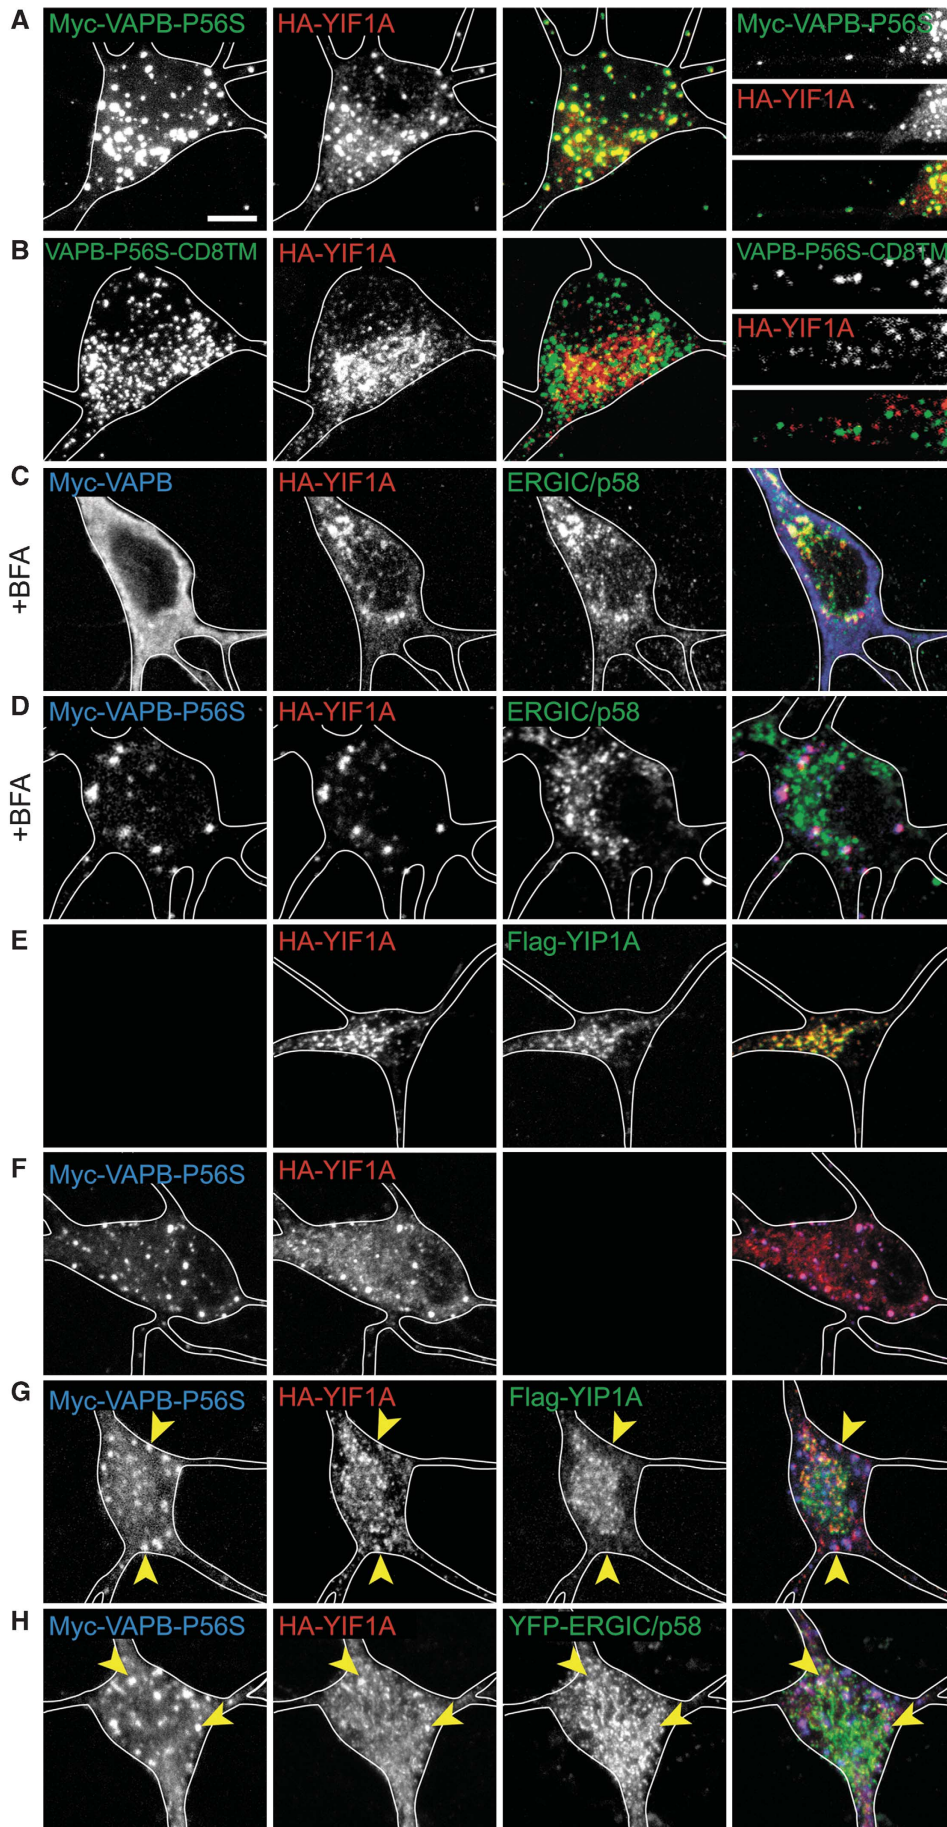 A
Myc-VAPB-P56S
HA-YIF1A
Myc-VAPB-P56S
HA-YIF1A
B
VAPB-P56S-CD8TM
HA-YIF1A
VAPB-P56S-CD8TM
HA-YIF1A
C
+BFA
Myc-VAPB
HA-YIF1A
ERGIC/p58
D
+BFA
Myc-VAPB-P56S
HA-YIF1A
ERGIC/p58
E
HA-YIF1A
Flag-YIP1A
F
Myc-VAPB-P56S
HA-YIF1A
G
Myc-VAPB-P56S
HA-YIF1A
Flag-YIP1A
H
Myc-VAPB-P56S
HA-YIF1A
YFP-ERGIC/p58